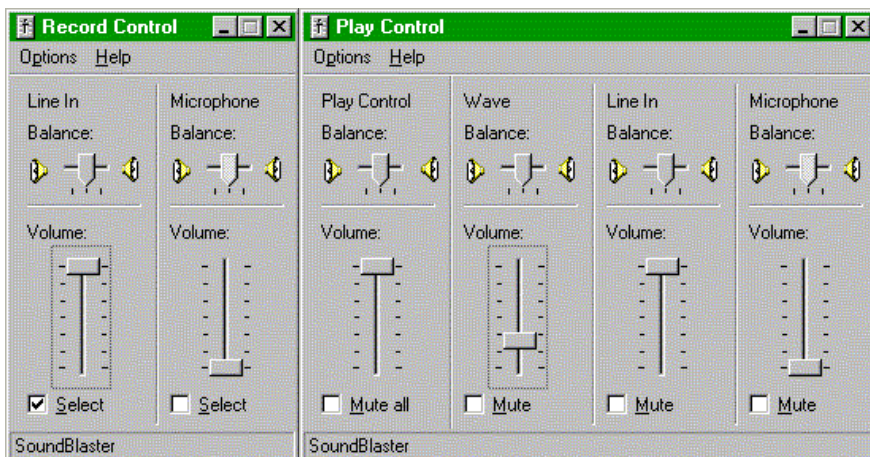 Record Control
Options Help
Line In
Balance:
Volume:
Select
Microphone
Balance:
Volume:
Select
SoundBlaster
Play Control
Options Help
Play Control
Balance:
Volume:
Mute all
Wave
Balance:
Volume:
Mute
Line In
Balance:
Volume:
Mute
Microphone
Balance:
Volume:
Mute
SoundBlaster